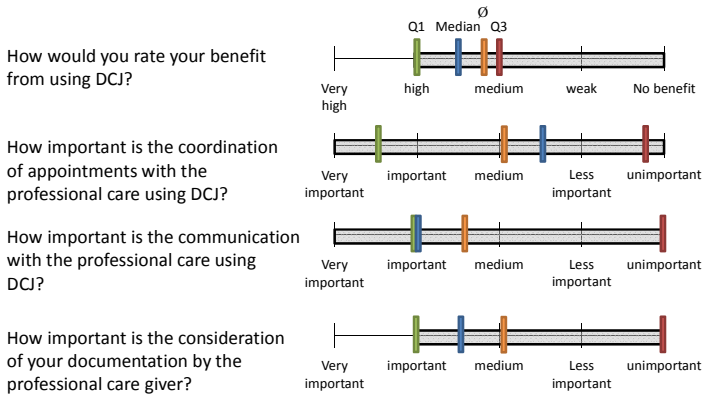 Ø
Q1 Median Q3
How would you rate your benefit
from using DCJ?
Very
high
high
medium
weak
No benefit
How important is the coordination
of appointments with the
professional care using DCJ?
Very
important
important
medium
Less
important
unimportant
How important is the communication
with the professional care using
DCJ?
Very
important
important
medium
Less
important
unimportant
How important is the consideration
of your documentation by the
professional care giver?
Very
important
important
medium
Less
important
unimportant